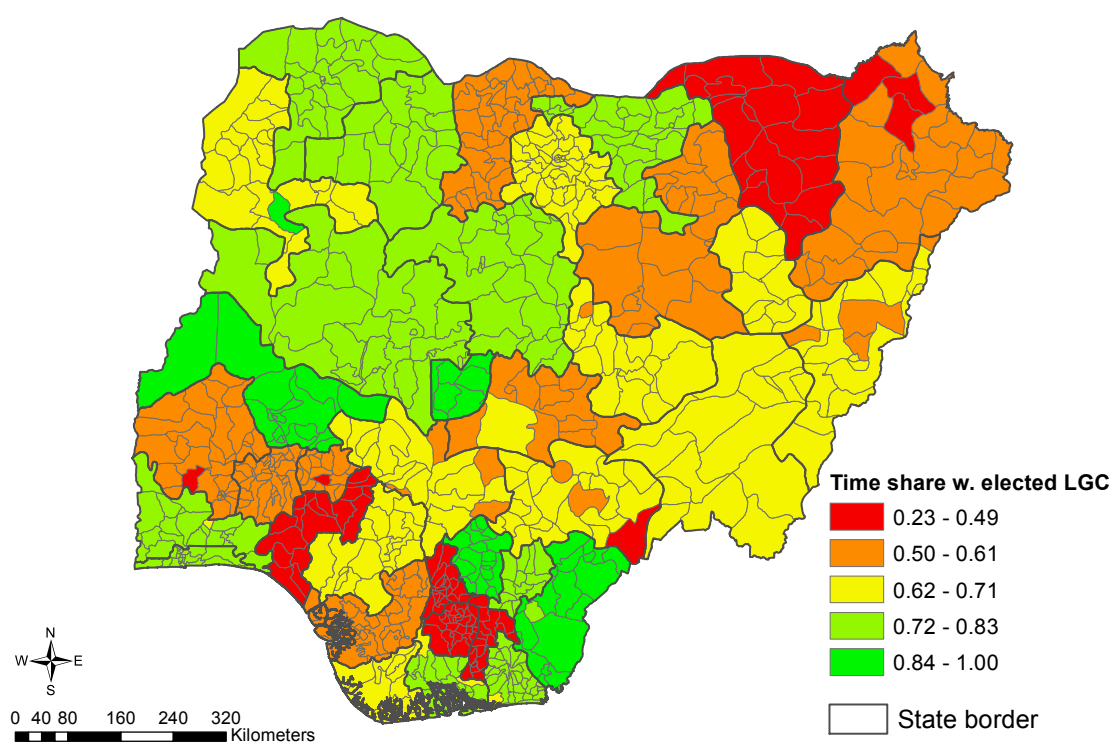 Time share w. elected LGC
0.23 - 0.49
0.50 - 0.61
0.62 - 0.71
0.72 - 0.83
0.84 - 1.00
State border
N
W E
S
0 40 80 160 240 320
Kilometers